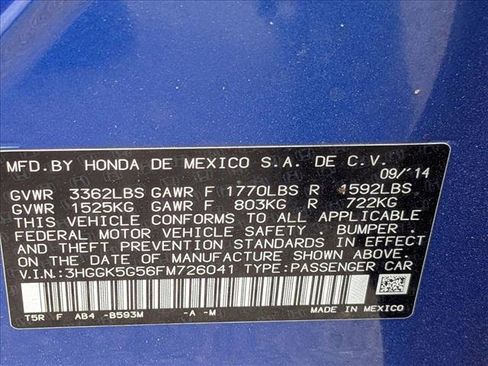 MFD. BY HONDA DE MEXICO S.A. DE C.V.
09/14
GVWR 3362LBS GAWR F 1770LBS R 1592LBS
GVWR 1525KG GAWR F 803KG R 722KG
THIS VEHICLE CONFORMS TO ALL APPLICABLE
FEDERAL MOTOR VEHICLE SAFETY, BUMPER,
AND THEFT PREVENTION STANDARDS IN EFFECT
ON THE DATE OF MANUFACTURE SHOWN ABOVE.
V.I.N.:3HGGK5G56FM726041 TYPE:PASSENGER CAR
T5R F AB4 -B593M -A -M
MADE IN MEXICO